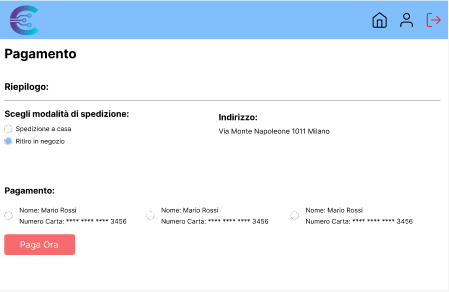 Pagamento
Riepilogo:
Scegli modalità di spedizione:
Spedizione a casa
Ritiro in negozio
Indirizzo:
Via Monte Napoleone 1011 Milano
Pagamento:
Nome: Mario Rossi
Numero Carta: **** **** **** 3456
Nome: Mario Rossi
Numero Carta: **** **** **** 3456
Nome: Mario Rossi
Numero Carta: **** **** **** 3456
Paga Ora